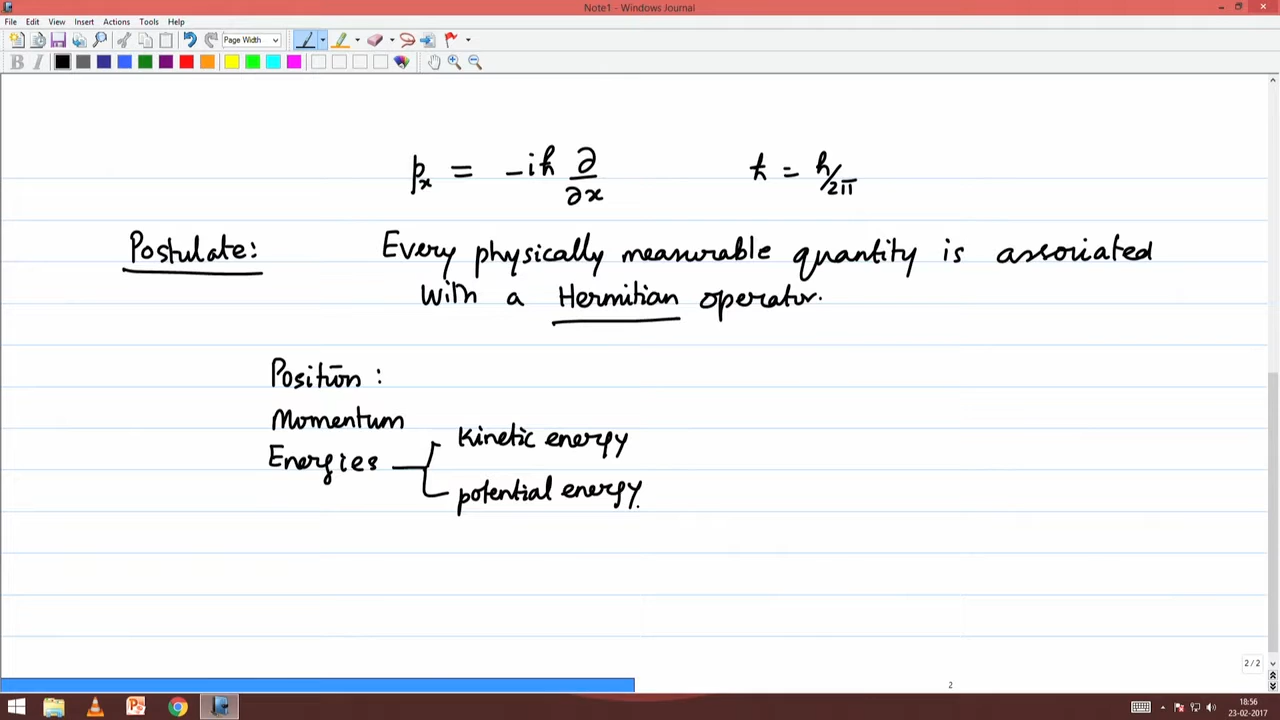 Note1 - Windows Journal
File Edit View Insert Actions Tools Help
Page Width
B I
pₓ = -iħ ∂/∂x ħ = h/2π
Postulate: Every physically measurable quantity is associated
with a Hermitian operator.
Position :
Momentum
Kinetic energy
Energies
potential energy.
2 / 2
2
18:56
23-02-2017